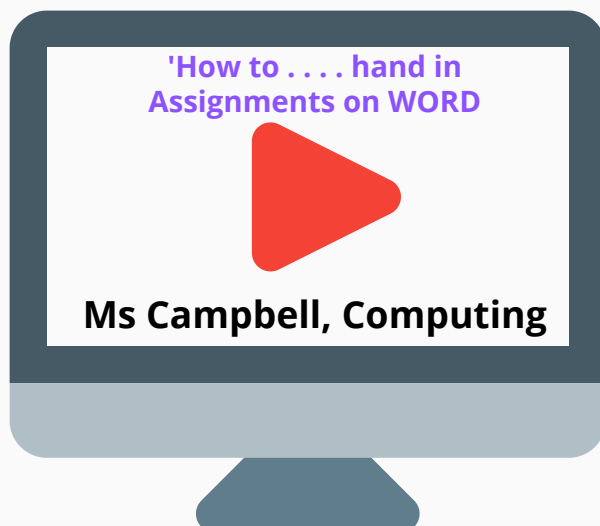 'How to . . . . hand in
Assignments on WORD
Ms Campbell, Computing